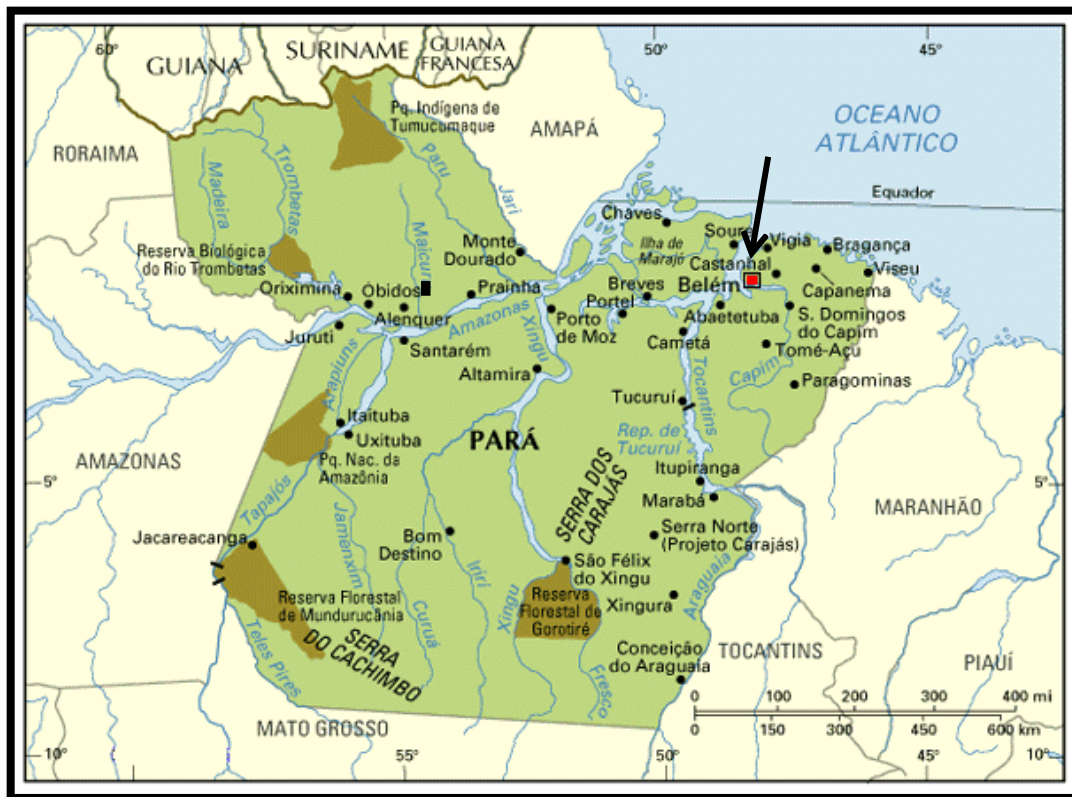 60°
50°
45°
GUIANA
SURINAME
GUIANA
FRANCESA
Pq. Indígena de
Tumucumaque
AMAPÁ
OCEANO
ATLÂNTICO
RORAIMA
Madeira
Trombetas
Paru
Jari
Maicuru
Equador
Chaves
Soure
Vigia
Bragança
Ilha de
Marajó
Monte
Dourado
Castanhal
Viseu
Reserva Biológica
do Rio Trombetas
Oriximiná
Óbidos
Prainha
Breves
Belém
Capanema
Portel
Alenquer
Amazonas
Xingu
Porto
de Moz
Abaetetuba
S. Domingos
do Capim
Juruti
Santarém
Cametá
Tomé-Açu
Arapiuns
Altamira
Tocantins
Capim
Paragominas
Tucuruí
Itaituba
Uxituba
PARÁ
Rep. de
Tucuruí
AMAZONAS
Pq. Nac. da
Amazônia
Itupiranga
5°
5°
Tapajós
SERRA DOS
CARAJÁS
Marabá
MARANHÃO
Jacareacanga
Jamenxim
Bom
Destino
Serra Norte
(Projeto Carajás)
São Félix
do Xingu
Iriri
Xingu
Araguaia
Reserva Florestal
de Mundurucânia
Reserva
Florestal de
Gorotiré
Xingura
Curuá
SERRA
DO CACHIMBO
Teles Pires
Fresco
Conceição
do Araguaia
TOCANTINS
PIAUÍ
0 100 200 300 400 mi
0 150 300 450 600 km
MATO GROSSO
10°
55°
50°
45°
10°